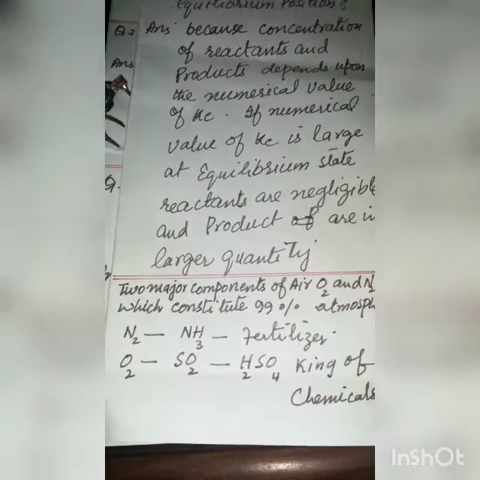 Equilibrium Position?
Q2 Ans because concentration
of reactants and
Ans Products depends upon
the numerical value
of Kc. If numerical
value of Kc is large
at Equilibrium state
Q. reactants are negligible
and Product of are in
larger quantity
Two major components of Air O2 and N2
which constitute 99% atmosph
N2 — NH3 — Fertilizer.
O2 — SO2 — H2SO4 King of
Chemicals
InShOt